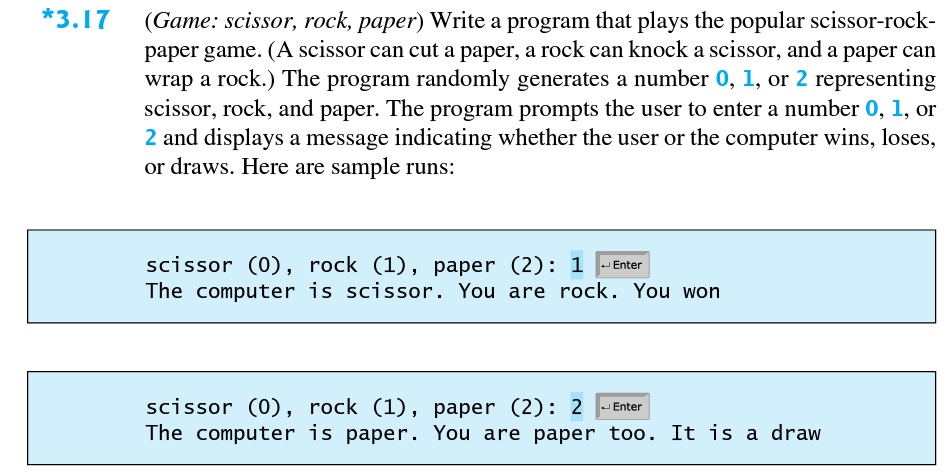 *3.17 (Game: scissor, rock, paper) Write a program that plays the popular scissor-rock-
paper game. (A scissor can cut a paper, a rock can knock a scissor, and a paper can
wrap a rock.) The program randomly generates a number 0, 1, or 2 representing
scissor, rock, and paper. The program prompts the user to enter a number 0, 1, or
2 and displays a message indicating whether the user or the computer wins, loses,
or draws. Here are sample runs:
scissor (0), rock (1), paper (2): 1 ↵Enter
The computer is scissor. You are rock. You won
scissor (0), rock (1), paper (2): 2 ↵Enter
The computer is paper. You are paper too. It is a draw